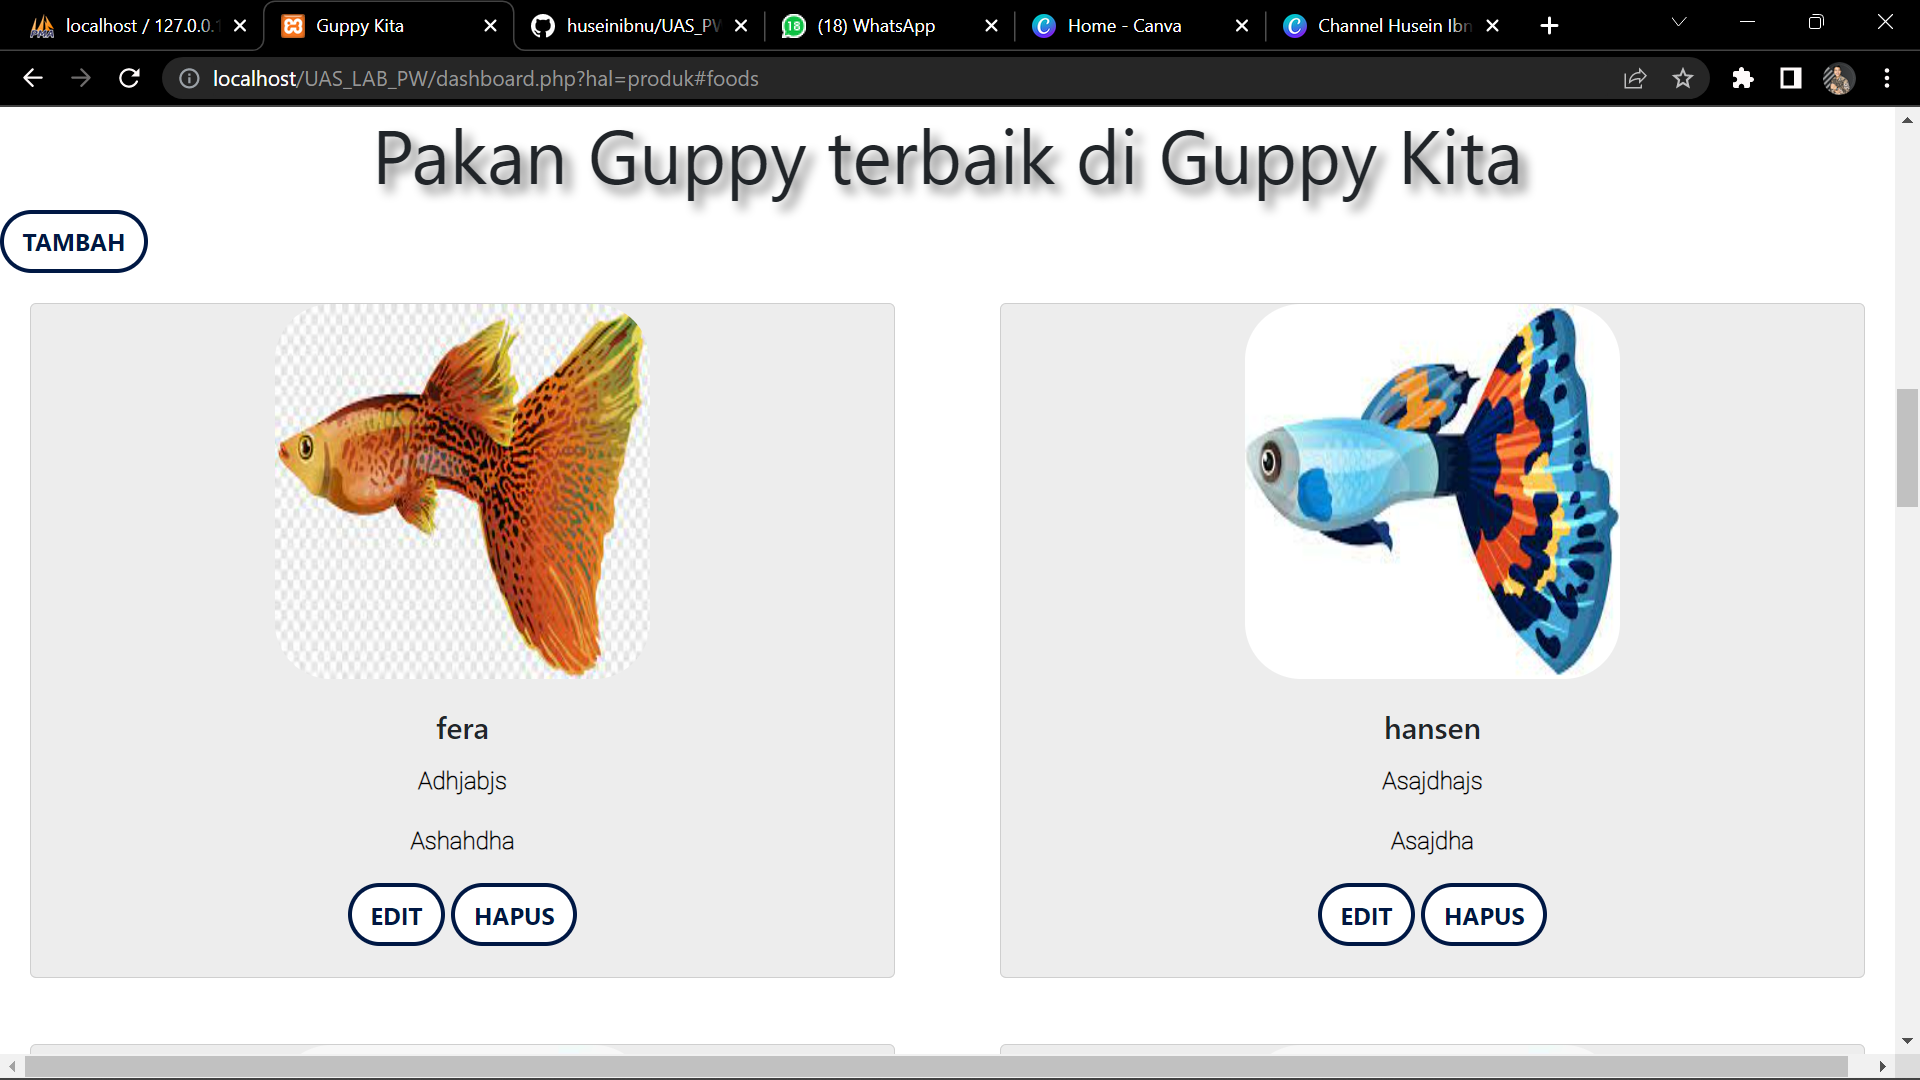 localhost / 127.0.0.1
Guppy Kita
huseinibnu/UAS_PW
(18) WhatsApp
Home - Canva
Channel Husein Ibn
localhost/UAS_LAB_PW/dashboard.php?hal=produk#foods
Pakan Guppy terbaik di Guppy Kita
TAMBAH
fera
Adhjabjs
Ashahdha
EDIT HAPUS
hansen
Asajdhajs
Asajdha
EDIT HAPUS